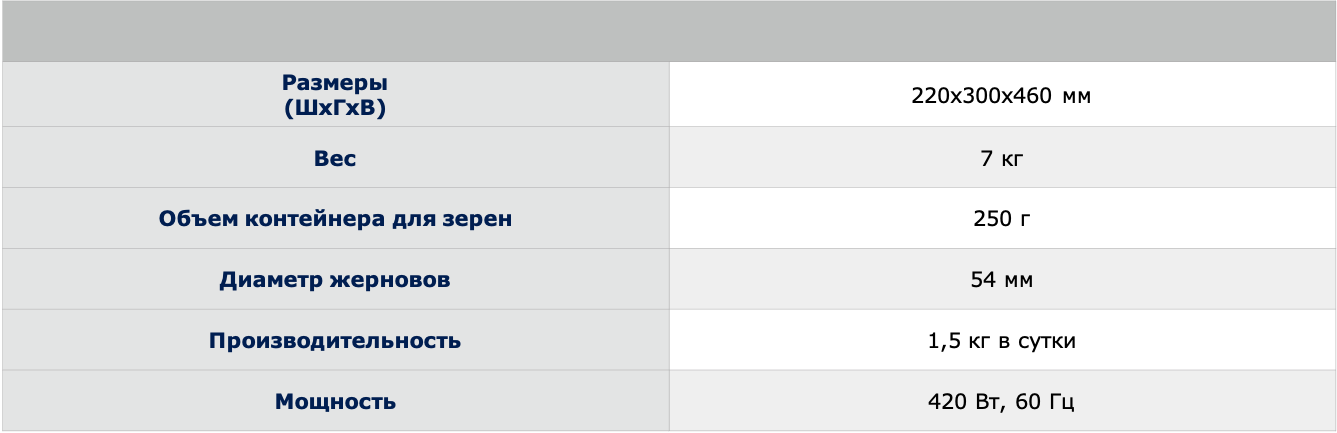 Размеры
(ШхГхВ)
220х300х460 мм
Вес
7 кг
Объем контейнера для зерен
250 г
Диаметр жерновов
54 мм
Производительность
1,5 кг в сутки
Мощность
420 Вт, 60 Гц